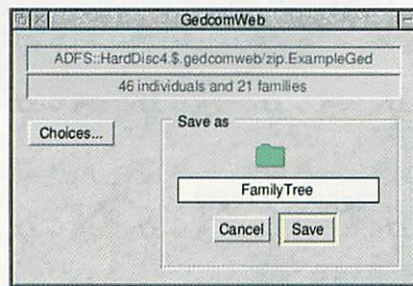 GedcomWeb
ADFS::HardDisc4.$.gedcomweb/zip.ExampleGed
46 individuals and 21 families
Choices...
Save as
FamilyTree
Cancel
Save